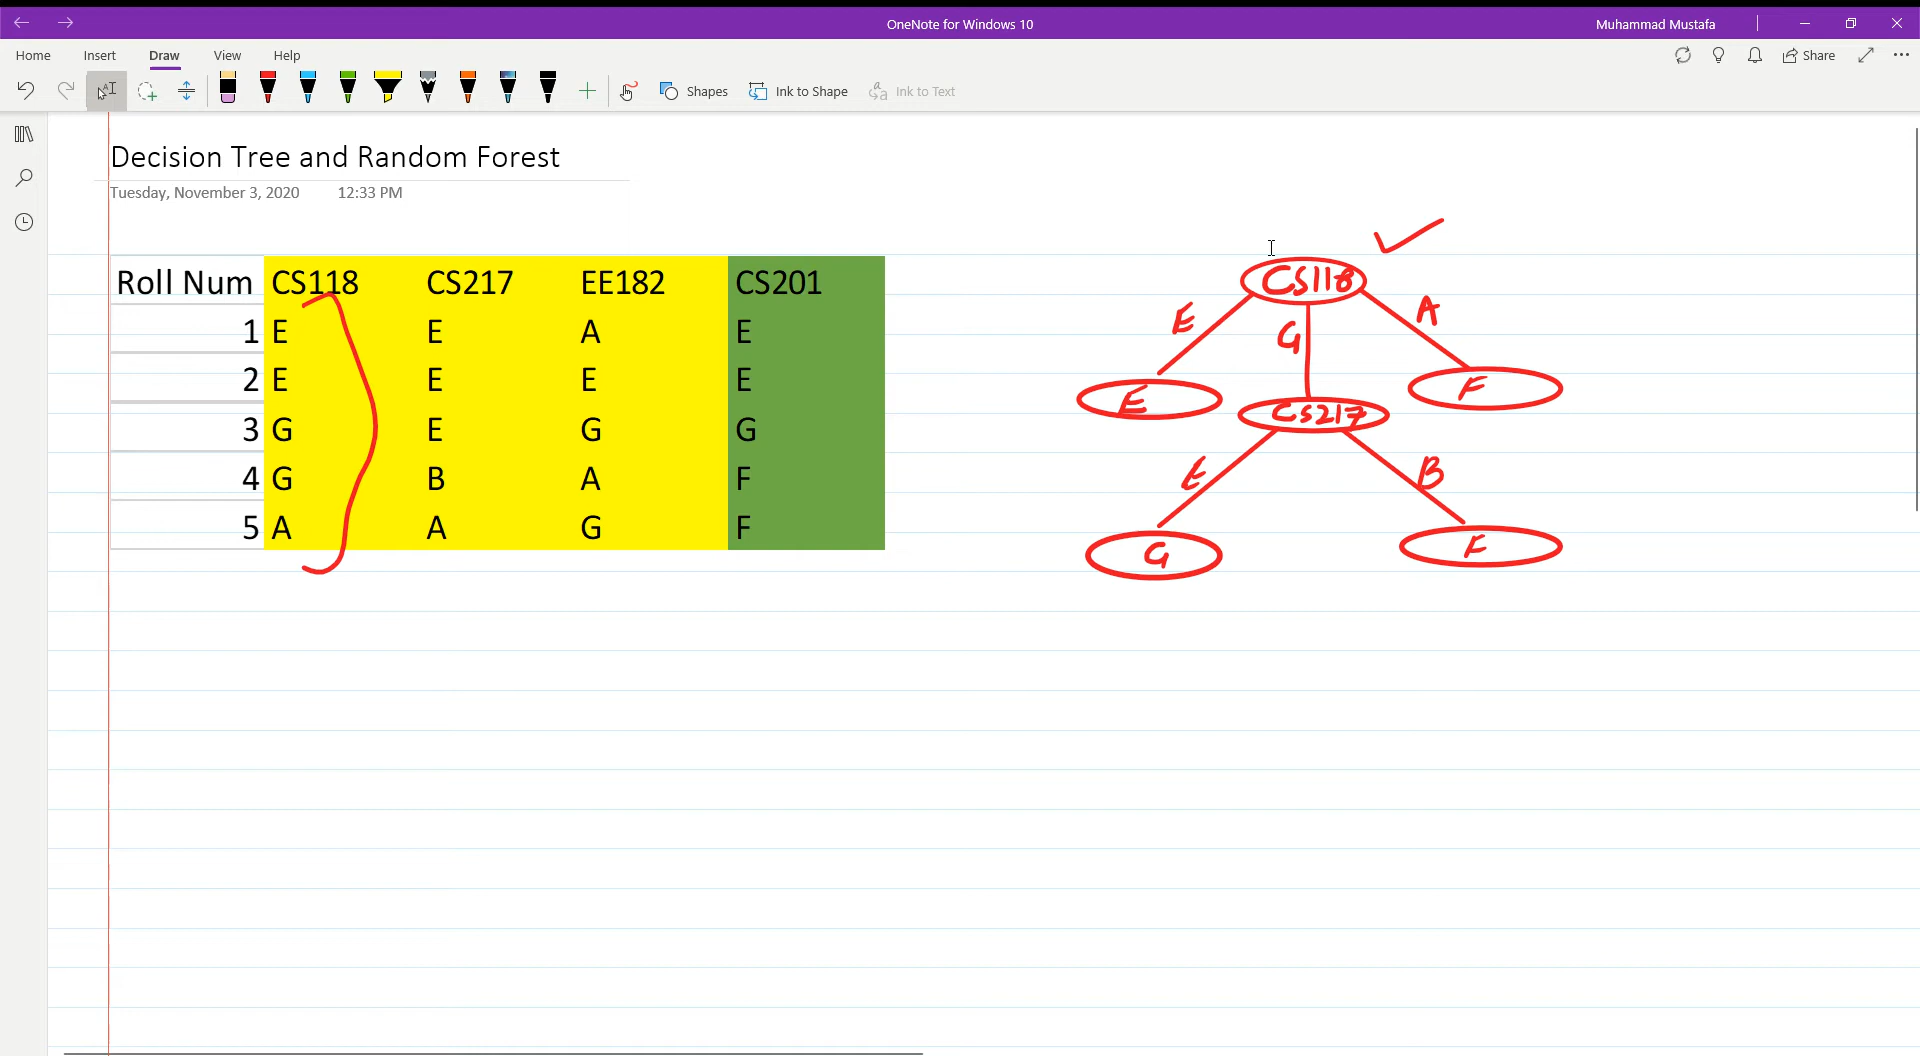 OneNote for Windows 10
Muhammad Mustafa
Home Insert Draw View Help
Share
Shapes Ink to Shape Ink to Text
Decision Tree and Random Forest
Tuesday, November 3, 2020 12:33 PM
Roll Num CS118 CS217 EE182 CS201
1 E E A E
2 E E E E
3 G E G G
4 G B A F
5 A A G F
CS118
E G A
E CS217 F
E B
G F